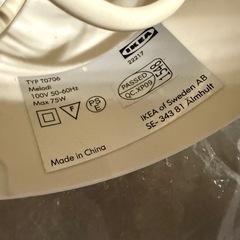 TYP T0706
Melodi
100V 50-60Hz
Max.75W
IKEA
22217
PASSED
QC.XP09
PS
E
F
IKEA of Sweden AB
SE- 343 81 Älmhult
Made in China